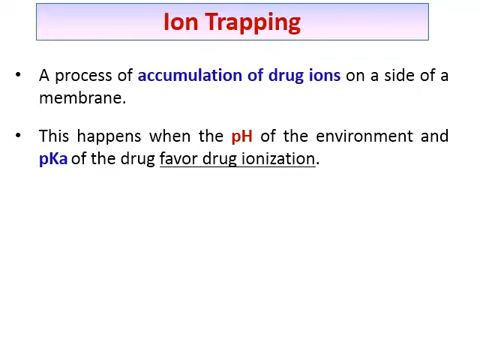 Ion Trapping
• A process of accumulation of drug ions on a side of a
membrane.
• This happens when the pH of the environment and
pKa of the drug favor drug ionization.